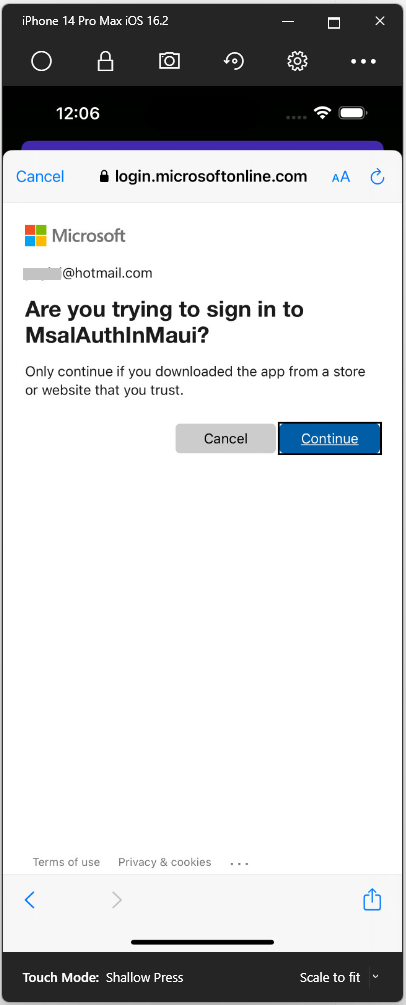 iPhone 14 Pro Max iOS 16.2
12:06
Cancel login.microsoftonline.com AA
Microsoft
@hotmail.com
Are you trying to sign in to
MsalAuthInMaui?
Only continue if you downloaded the app from a store
or website that you trust.
Cancel Continue
Terms of use Privacy & cookies ...
Touch Mode: Shallow Press Scale to fit